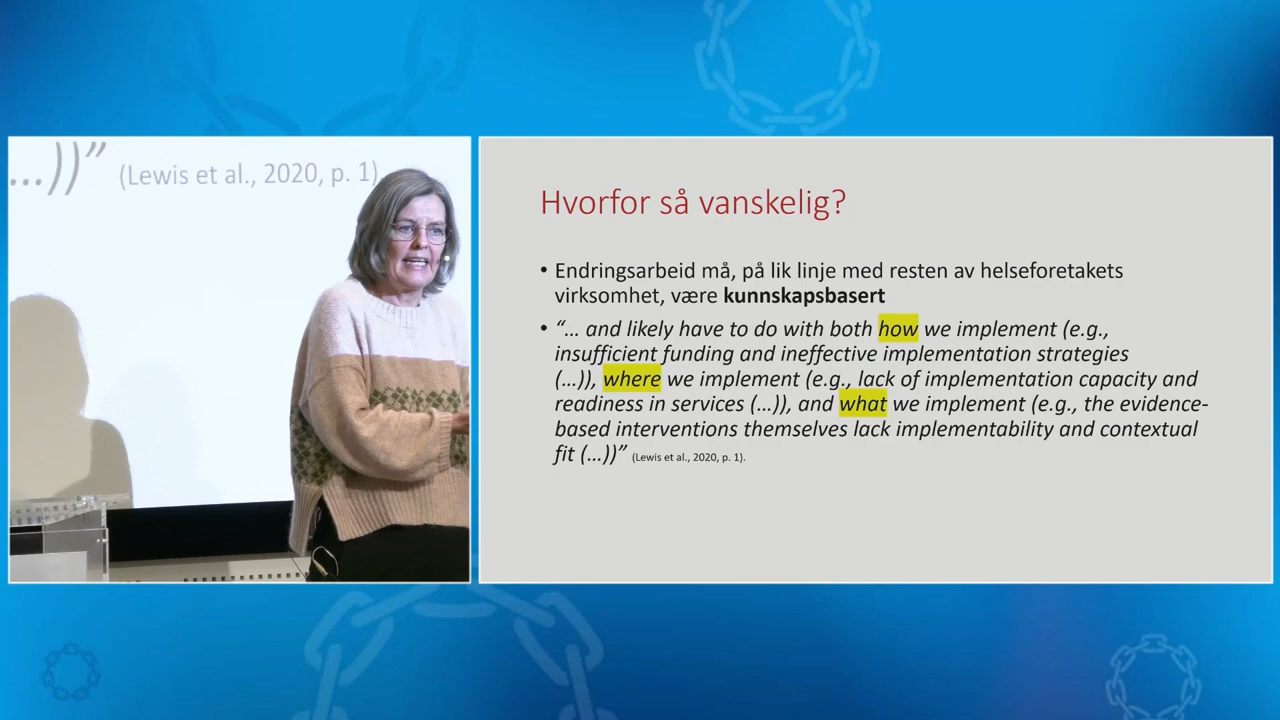 …))” (Lewis et al., 2020, p. 1)
Hvorfor så vanskelig?
• Endringsarbeid må, på lik linje med resten av helseforetakets
virksomhet, være kunnskapsbasert
• “… and likely have to do with both how we implement (e.g.,
insufficient funding and ineffective implementation strategies
(…)), where we implement (e.g., lack of implementation capacity and
readiness in services (…)), and what we implement (e.g., the evidence-
based interventions themselves lack implementability and contextual
fit (…))” (Lewis et al., 2020, p. 1).